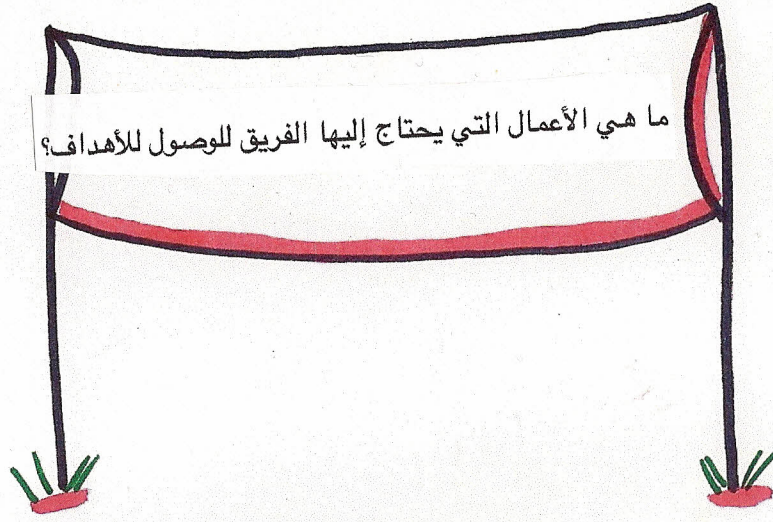 ما هي الأعمال التي يحتاج إليها الفريق للوصول للأهداف؟